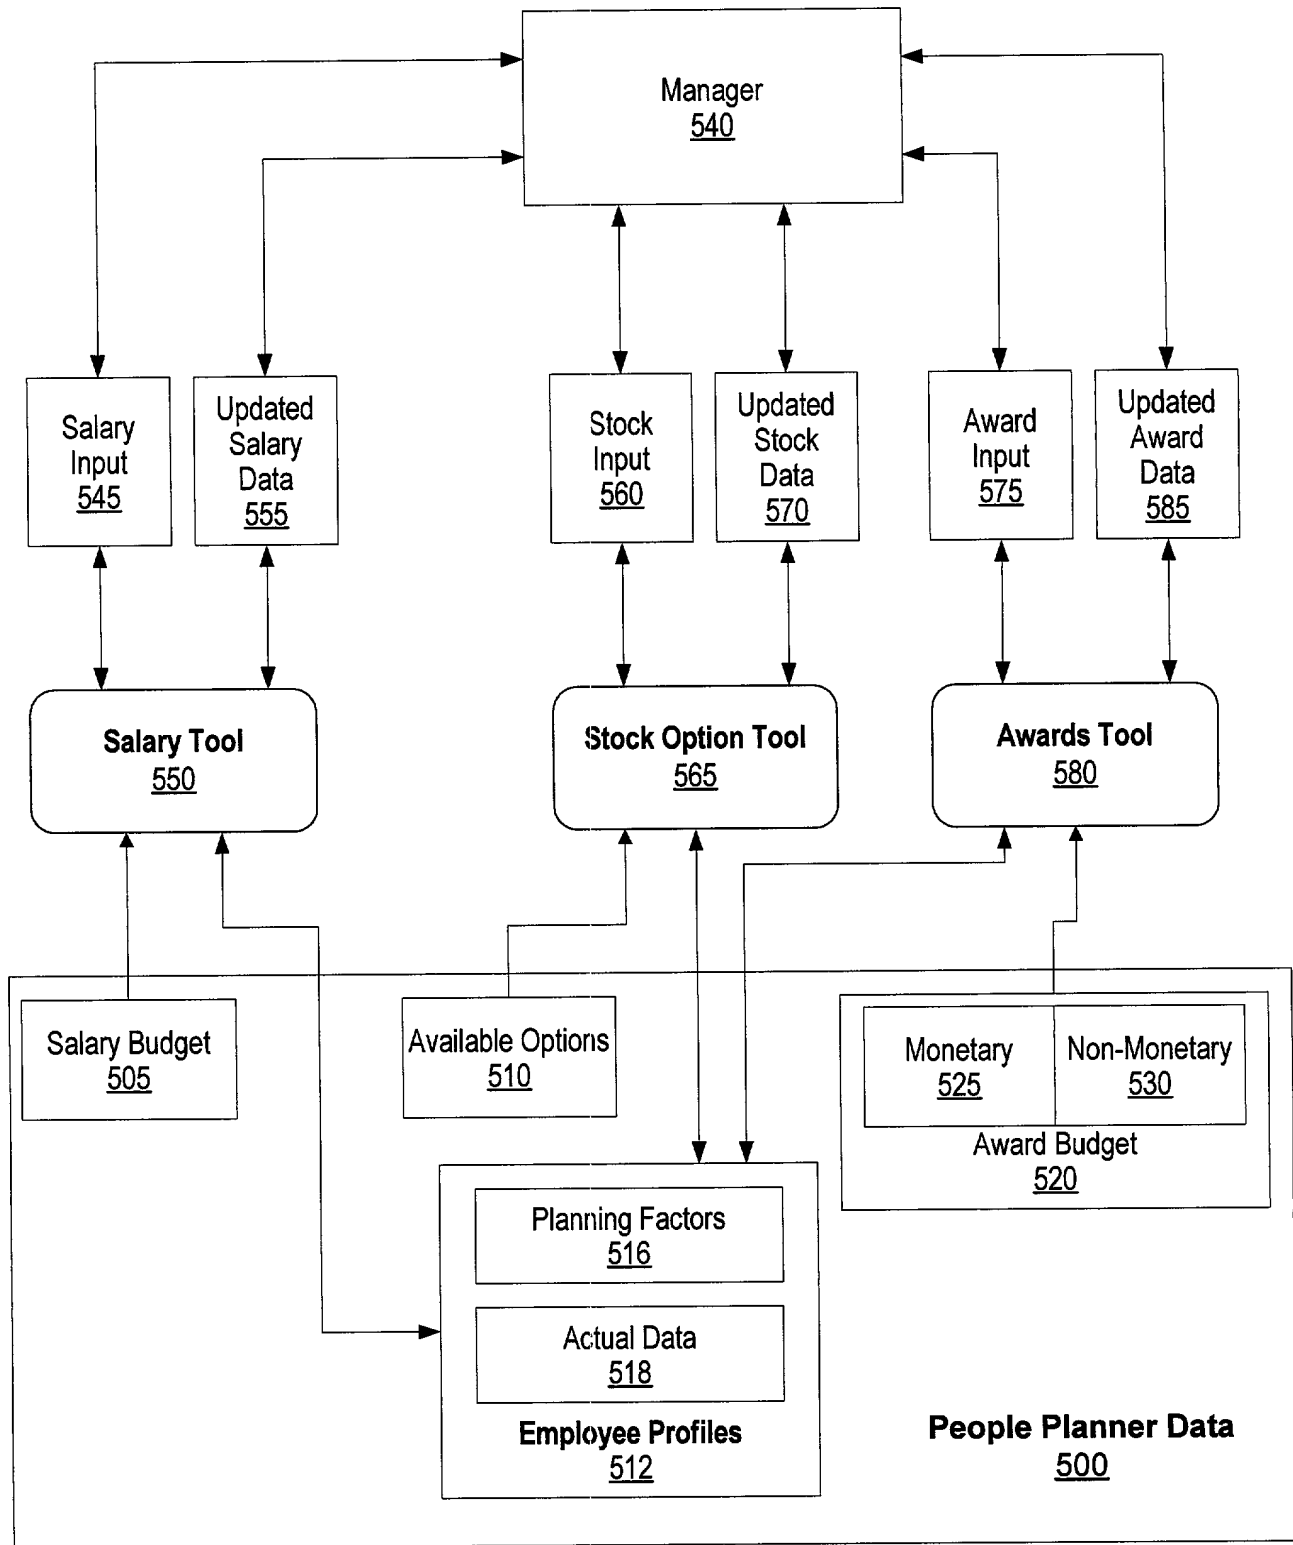 Manager
540
Salary
Input
545
Updated
Salary
Data
555
Stock
Input
560
Updated
Stock
Data
570
Award
Input
575
Updated
Award
Data
585
Salary Tool
550
Stock Option Tool
565
Awards Tool
580
Salary Budget
505
Available Options
510
Monetary
525
Non-Monetary
530
Award Budget
520
Planning Factors
516
Actual Data
518
Employee Profiles
512
People Planner Data
500